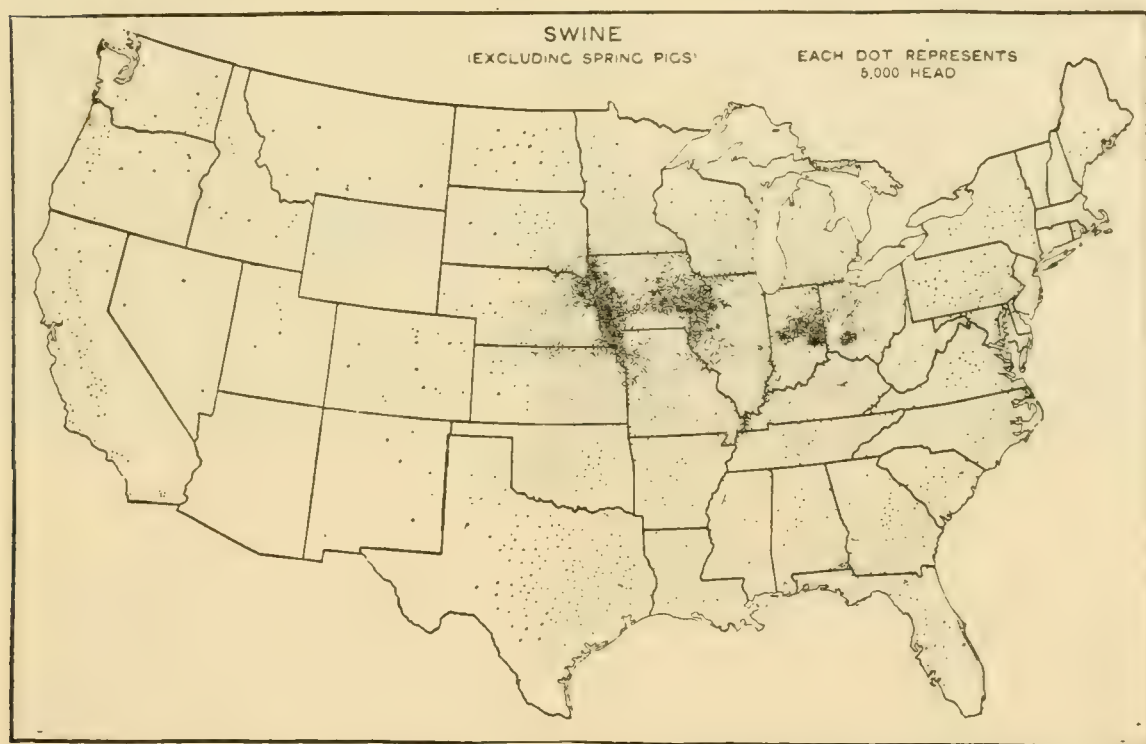 SWINE
(EXCLUDING SPRING PIGS)
EACH DOT REPRESENTS
5,000 HEAD